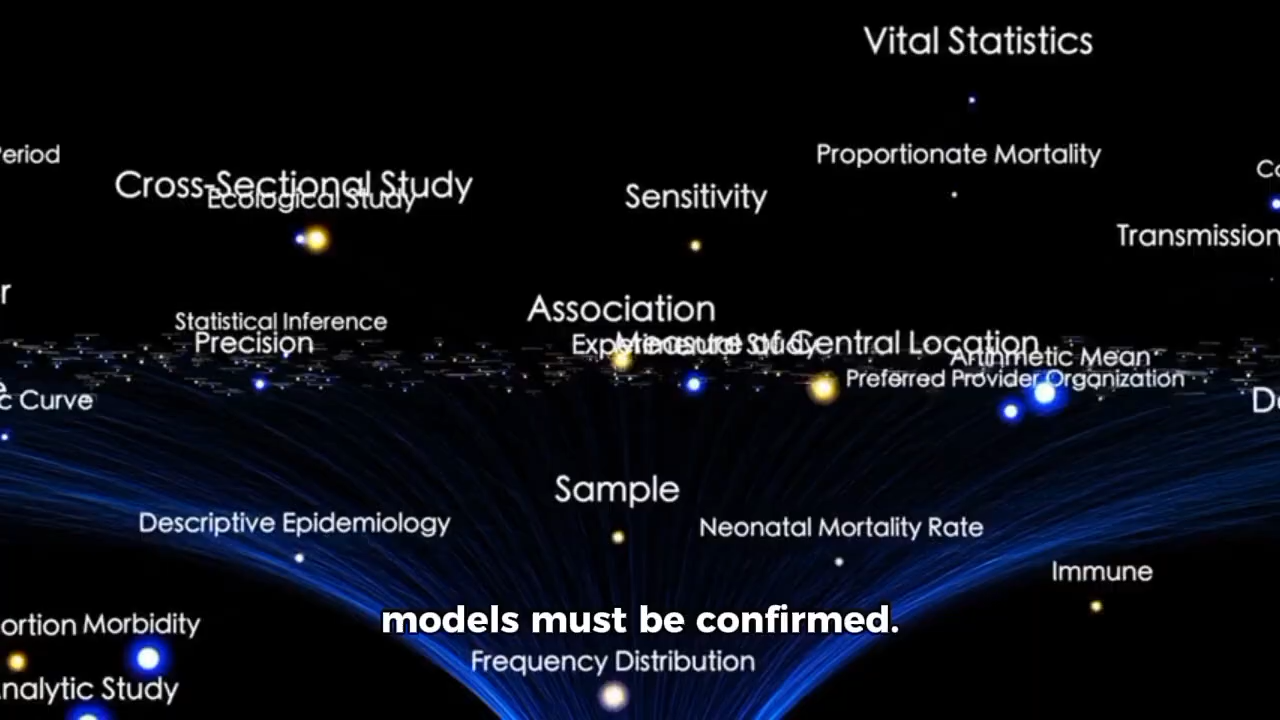 Vital Statistics
Period
Proportionate Mortality
Cross-Sectional Study
Ecological Study
Sensitivity
Transmission
Association
Statistical Inference
Precision
Experimental Study
Measure of Central Location
Arithmetic Mean
Preferred Provider Organization
c Curve
Sample
Descriptive Epidemiology
Neonatal Mortality Rate
Immune
models must be confirmed.
ortion Morbidity
Frequency Distribution
nalytic Study